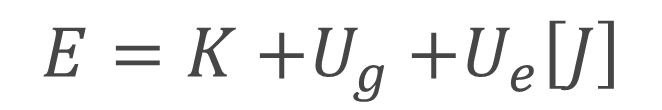 E = K + U_g + U_e [J]